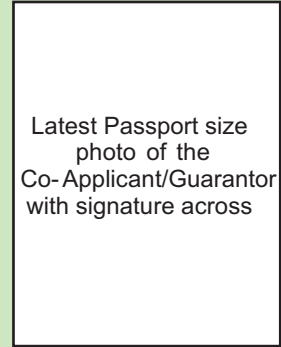 Latest Passport size
photo of the
Co-Applicant/Guarantor
with signature across